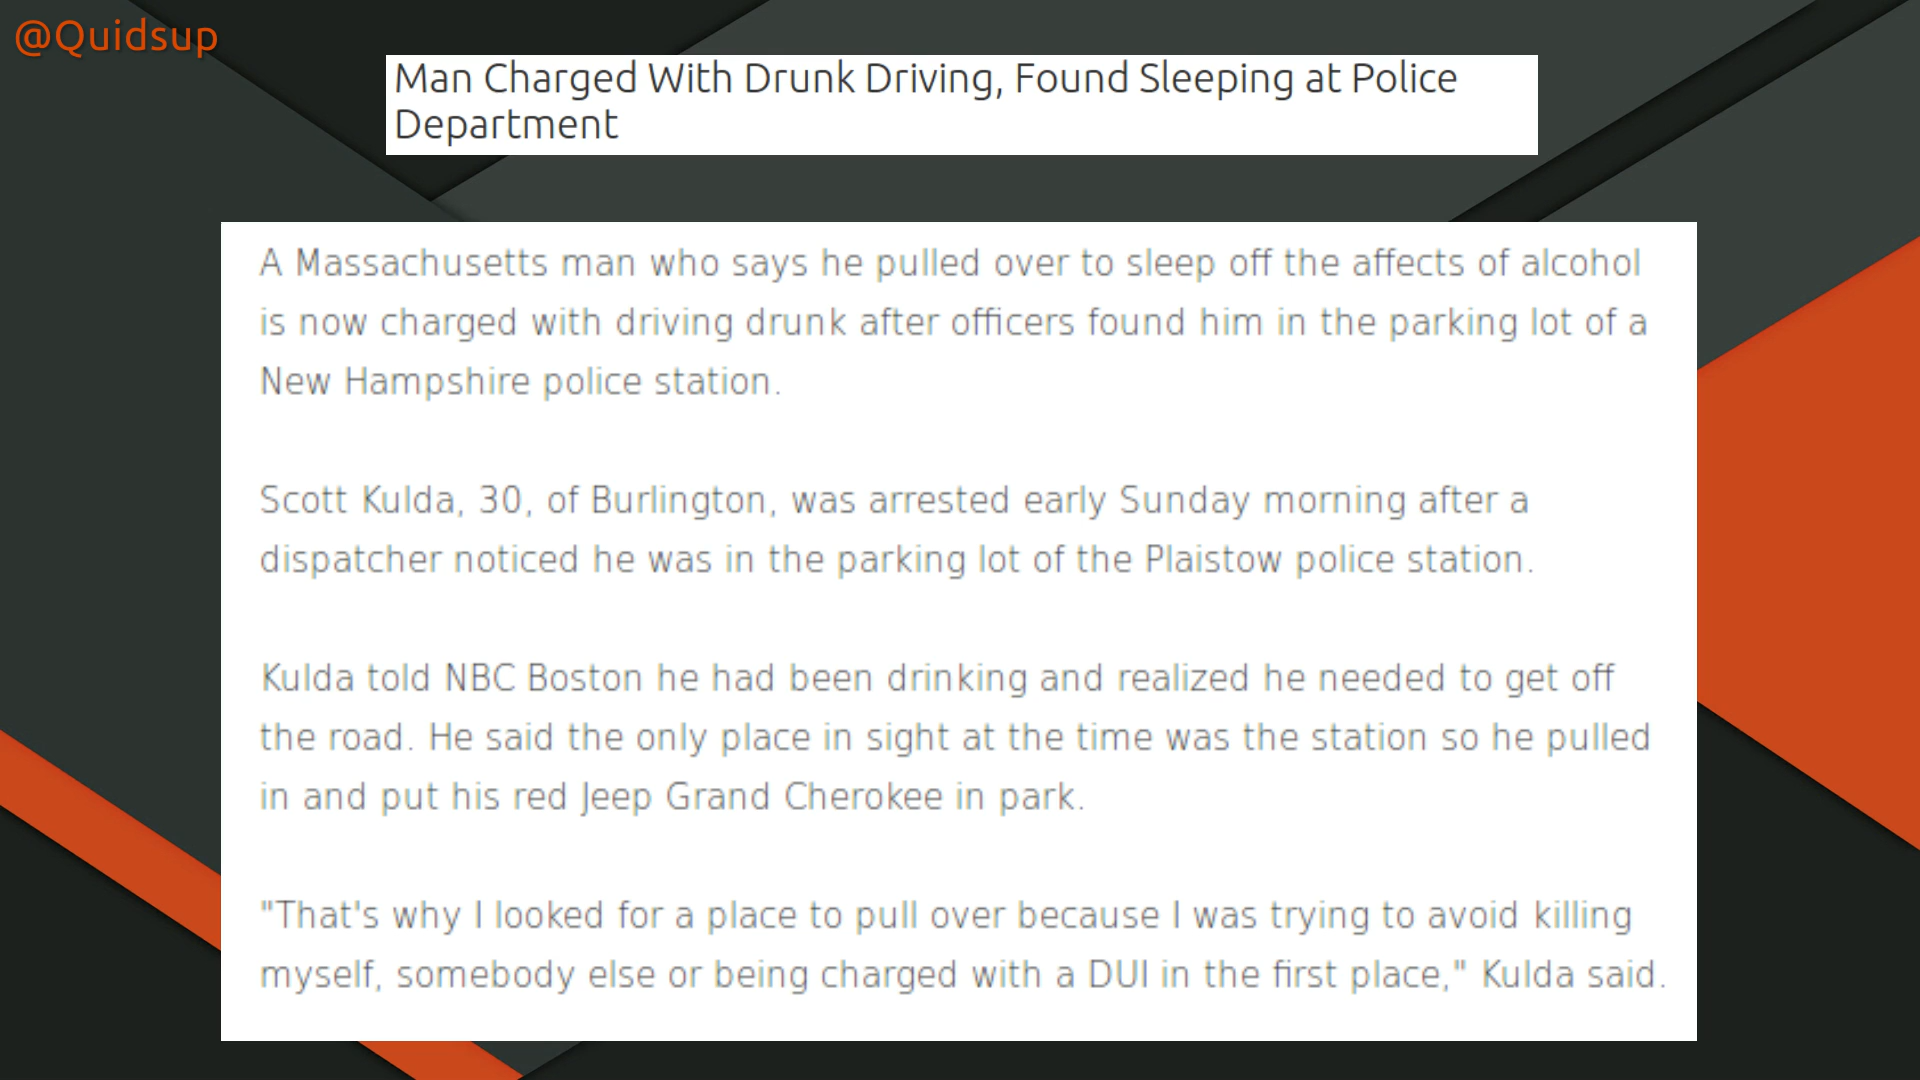 @Quidsup
Man Charged With Drunk Driving, Found Sleeping at Police
Department
A Massachusetts man who says he pulled over to sleep off the affects of alcohol
is now charged with driving drunk after officers found him in the parking lot of a
New Hampshire police station.
Scott Kulda, 30, of Burlington, was arrested early Sunday morning after a
dispatcher noticed he was in the parking lot of the Plaistow police station.
Kulda told NBC Boston he had been drinking and realized he needed to get off
the road. He said the only place in sight at the time was the station so he pulled
in and put his red Jeep Grand Cherokee in park.
"That's why I looked for a place to pull over because I was trying to avoid killing
myself, somebody else or being charged with a DUI in the first place," Kulda said.